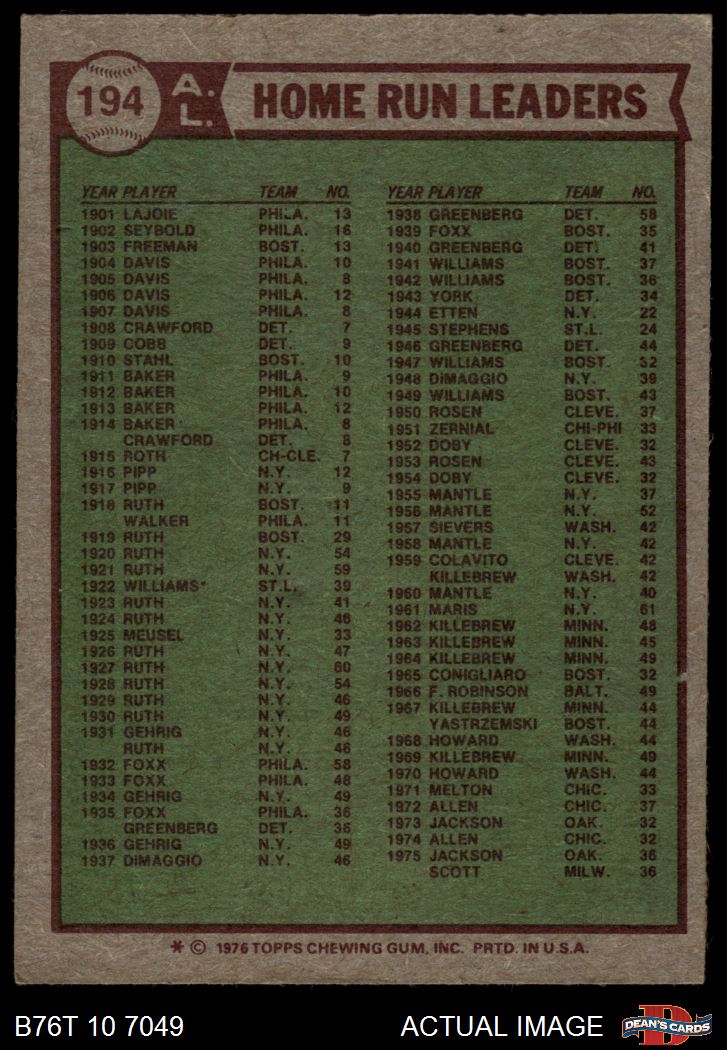 194 A.L. HOME RUN LEADERS
YEAR PLAYER TEAM NO.
1901 LAJOIE PHILA. 13
1902 SEYBOLD PHILA. 16
1903 FREEMAN BOST. 13
1904 DAVIS PHILA. 10
1905 DAVIS PHILA. 8
1906 DAVIS PHILA. 12
1907 DAVIS PHILA. 8
1908 CRAWFORD DET. 7
1909 COBB DET. 9
1910 STAHL BOST. 10
1911 BAKER PHILA. 9
1912 BAKER PHILA. 10
1913 BAKER PHILA. 12
1914 BAKER PHILA. 8
CRAWFORD DET. 8
1915 ROTH CH-CLE. 7
1916 PIPP N.Y. 12
1917 PIPP N.Y. 9
1918 RUTH BOST. 11
WALKER PHILA. 11
1919 RUTH BOST. 29
1920 RUTH N.Y. 54
1921 RUTH N.Y. 59
1922 WILLIAMS ST.L. 39
1923 RUTH N.Y. 41
1924 RUTH N.Y. 46
1925 MEUSEL N.Y. 33
1926 RUTH N.Y. 47
1927 RUTH N.Y. 60
1928 RUTH N.Y. 54
1929 RUTH N.Y. 46
1930 RUTH N.Y. 49
1931 GEHRIG N.Y. 46
RUTH N.Y. 46
1932 FOXX PHILA. 58
1933 FOXX PHILA. 48
1934 GEHRIG N.Y. 49
1935 FOXX PHILA. 36
GREENBERG DET. 36
1936 GEHRIG N.Y. 49
1937 DiMAGGIO N.Y. 46
YEAR PLAYER TEAM NO.
1938 GREENBERG DET. 58
1939 FOXX BOST. 35
1940 GREENBERG DET. 41
1941 WILLIAMS BOST. 37
1942 WILLIAMS BOST. 36
1943 YORK DET. 34
1944 ETTEN N.Y. 22
1945 STEPHENS ST.L. 24
1946 GREENBERG DET. 44
1947 WILLIAMS BOST. 32
1948 DiMAGGIO N.Y. 39
1949 WILLIAMS BOST. 43
1950 ROSEN CLEVE. 37
1951 ZERNIAL CHI-PHI 33
1952 DOBY CLEVE. 32
1953 ROSEN CLEVE. 43
1954 DOBY CLEVE. 32
1955 MANTLE N.Y. 37
1956 MANTLE N.Y. 52
1957 SIEVERS WASH. 42
1958 MANTLE N.Y. 42
1959 COLAVITO CLEVE. 42
KILLEBREW WASH. 42
1960 MANTLE N.Y. 40
1961 MARIS N.Y. 61
1962 KILLEBREW MINN. 48
1963 KILLEBREW MINN. 45
1964 KILLEBREW MINN. 49
1965 CONIGLIARO BOST. 32
1966 F. ROBINSON BALT. 49
1967 KILLEBREW MINN. 44
YASTRZEMSKI BOST. 44
1968 HOWARD WASH. 44
1969 KILLEBREW MINN. 49
1970 HOWARD WASH. 44
1971 MELTON CHIC. 33
1972 ALLEN CHIC. 37
1973 JACKSON OAK. 32
1974 ALLEN CHIC. 32
1975 JACKSON OAK. 36
SCOTT MILW. 36
* © 1976 TOPPS CHEWING GUM, INC. PRTD. IN U.S.A.
B76T 10 7049 ACTUAL IMAGE D DEAN'S CARDS